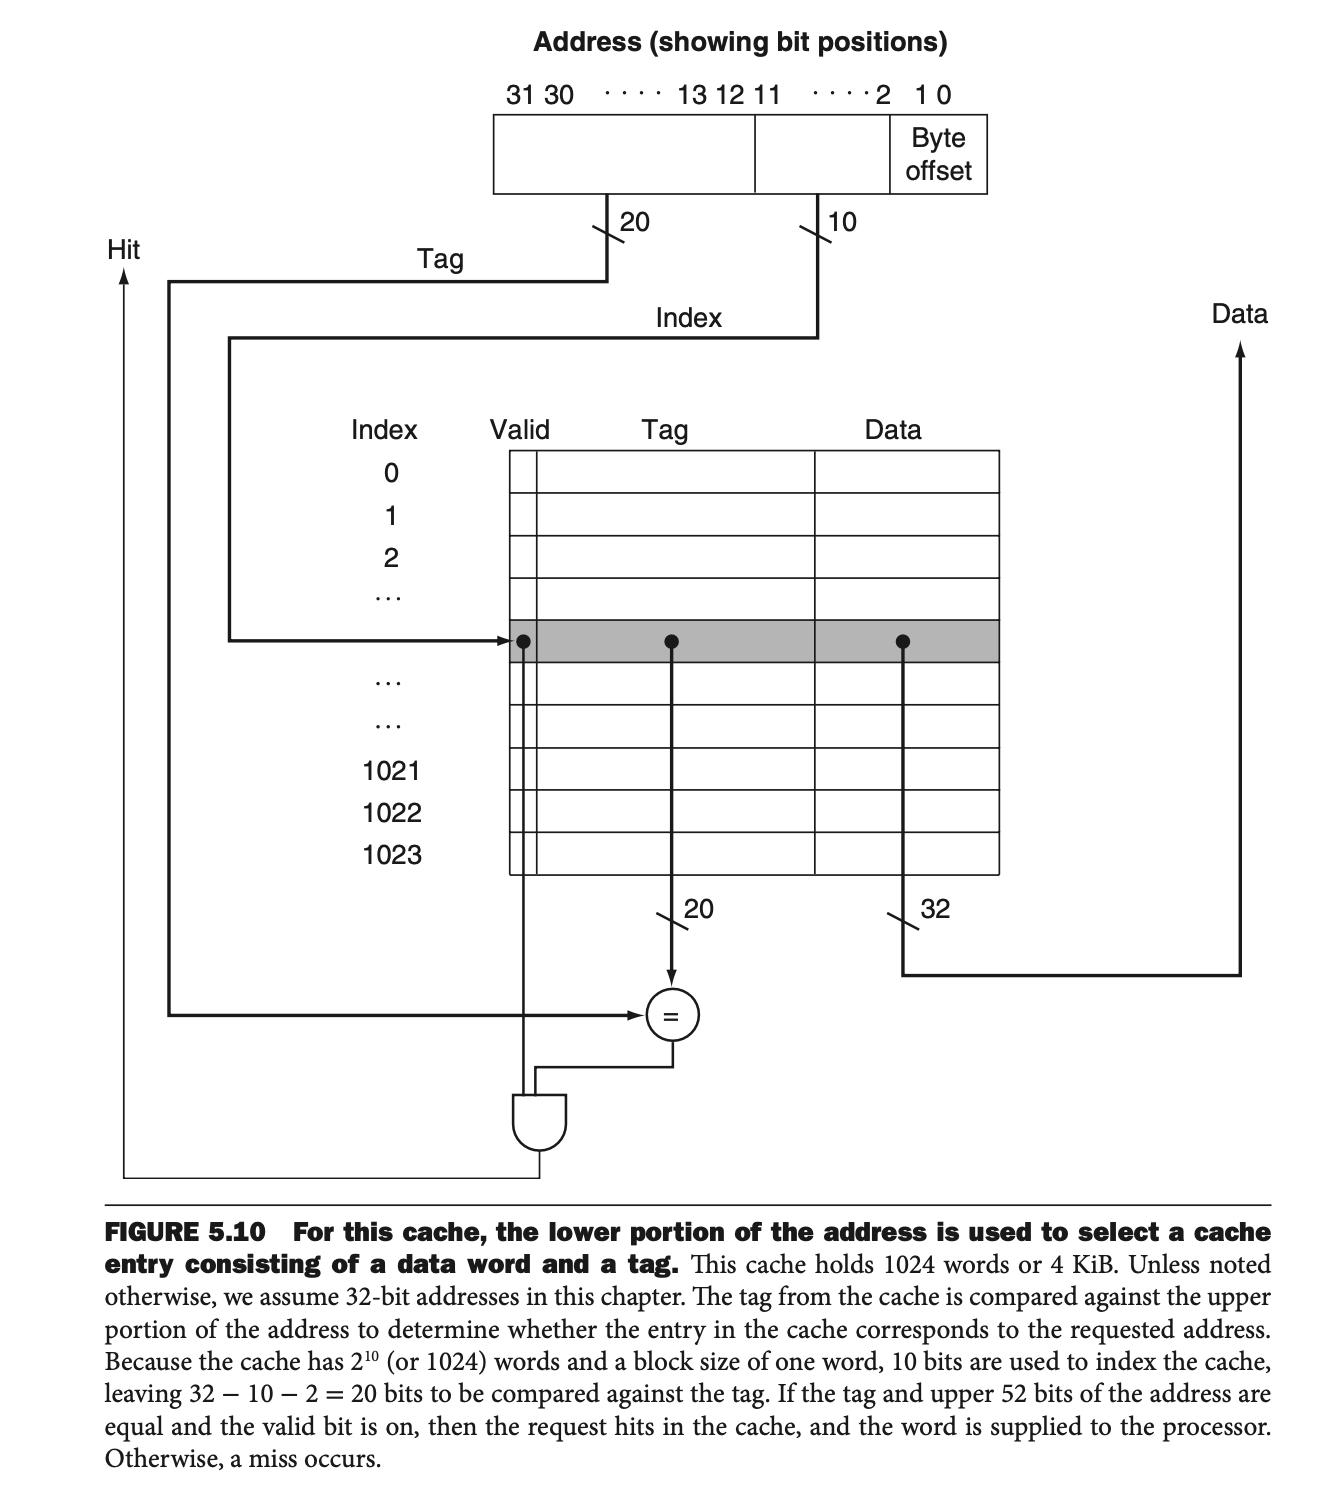 Address (showing bit positions)
31 30 · · · · 13 12 11 · · · · 2 1 0
Byte
offset
20
10
Hit
Tag
Index
Data
Index Valid Tag Data
0
1
2
...
...
...
1021
1022
1023
20
32
=
FIGURE 5.10 For this cache, the lower portion of the address is used to select a cache
entry consisting of a data word and a tag. This cache holds 1024 words or 4 KiB. Unless noted
otherwise, we assume 32-bit addresses in this chapter. The tag from the cache is compared against the upper
portion of the address to determine whether the entry in the cache corresponds to the requested address.
Because the cache has 2¹⁰ (or 1024) words and a block size of one word, 10 bits are used to index the cache,
leaving 32 − 10 − 2 = 20 bits to be compared against the tag. If the tag and upper 52 bits of the address are
equal and the valid bit is on, then the request hits in the cache, and the word is supplied to the processor.
Otherwise, a miss occurs.